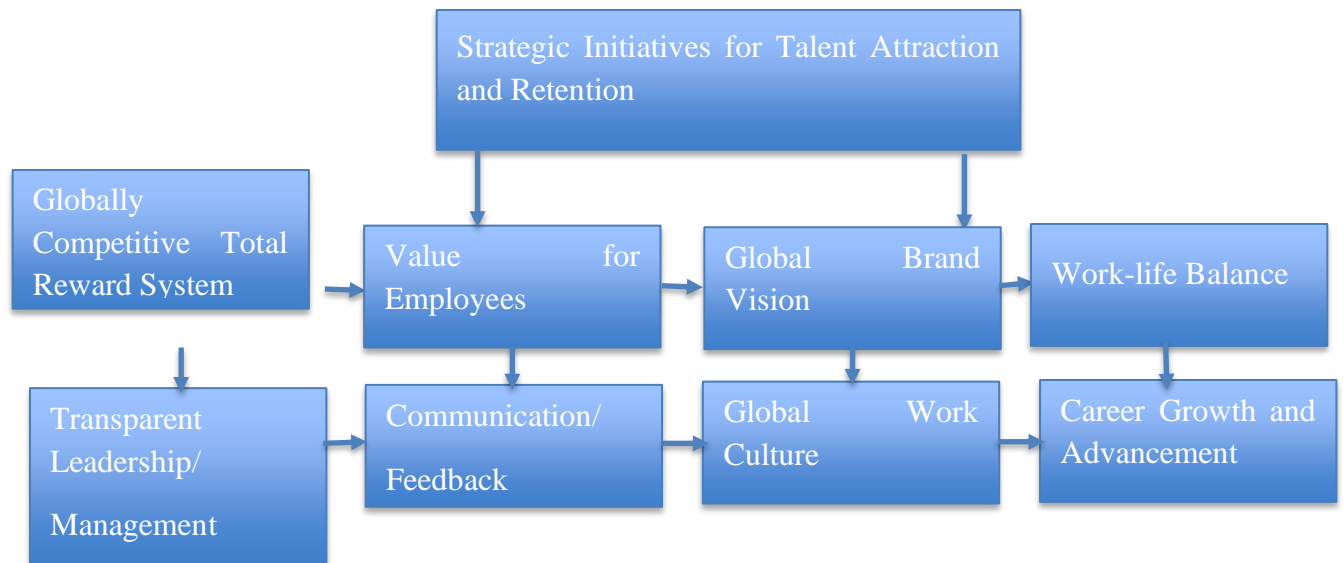 Strategic Initiatives for Talent Attraction
and Retention
Globally
Competitive Total
Reward System
Value for
Employees
Global Brand
Vision
Work-life Balance
Transparent
Leadership/
Management
Communication/
Feedback
Global Work
Culture
Career Growth and
Advancement